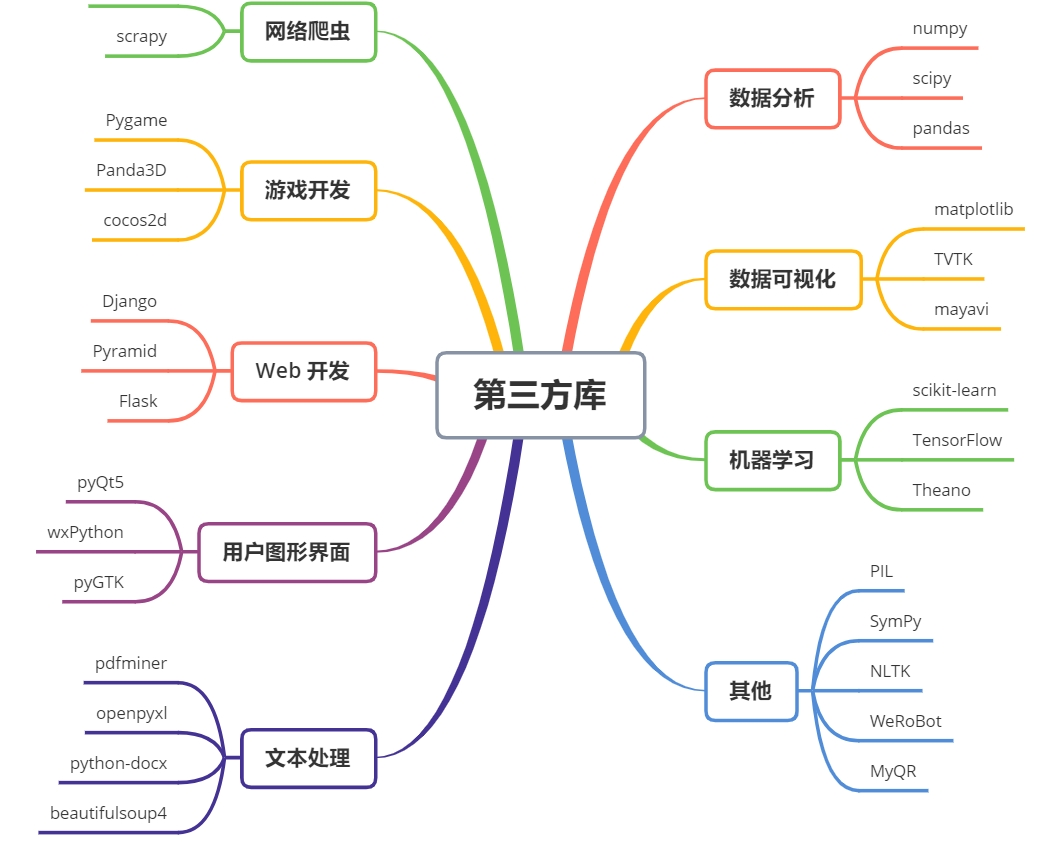 第三方库
网络爬虫
scrapy
游戏开发
Pygame
Panda3D
cocos2d
Web 开发
Django
Pyramid
Flask
用户图形界面
pyQt5
wxPython
pyGTK
文本处理
pdfminer
openpyxl
python-docx
beautifulsoup4
数据分析
numpy
scipy
pandas
数据可视化
matplotlib
TVTK
mayavi
机器学习
scikit-learn
TensorFlow
Theano
其他
PIL
SymPy
NLTK
WeRoBot
MyQR